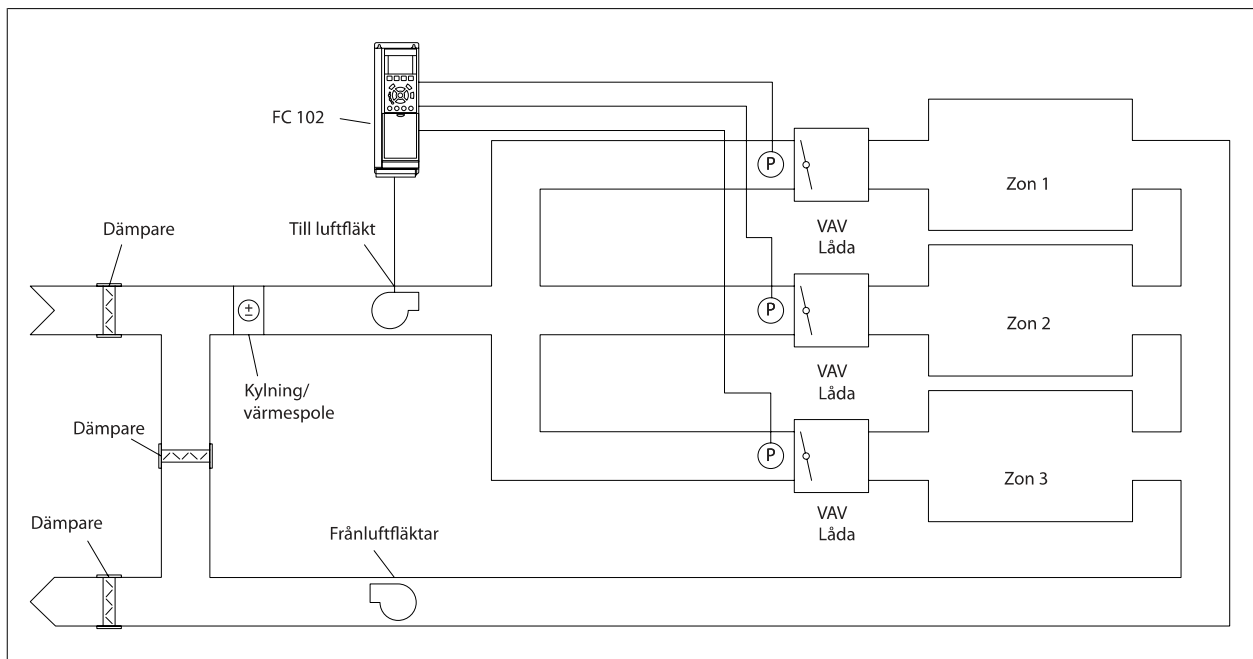 FC 102
P
Zon 1
Dämpare
Till luftfläkt
VAV
Låda
P
Zon 2
±
Kylning/
värmespole
VAV
Låda
Dämpare
P
Zon 3
VAV
Låda
Dämpare
Frånluftfläktar